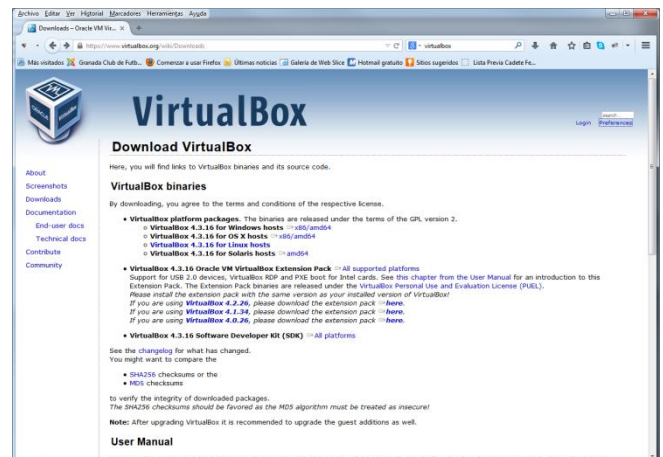 Archivo Editar Ver Historial Marcadores Herramientas Ayuda
Downloads – Oracle VM Vir...
https://www.virtualbox.org/wiki/Downloads
virtualbox
Más visitados Granada Club de Futb... Comenzar a usar Firefox Últimas noticias Galería de Web Slice Hotmail gratuito Sitios sugeridos Lista Previa Cadete Fe...
VirtualBox
search...
Login Preferences
Download VirtualBox
Here, you will find links to VirtualBox binaries and its source code.
About
Screenshots
Downloads
Documentation
End-user docs
Technical docs
Contribute
Community
VirtualBox binaries
By downloading, you agree to the terms and conditions of the respective license.
VirtualBox platform packages. The binaries are released under the terms of the GPL version 2.
VirtualBox 4.3.16 for Windows hosts x86/amd64
VirtualBox 4.3.16 for OS X hosts x86/amd64
VirtualBox 4.3.16 for Linux hosts
VirtualBox 4.3.16 for Solaris hosts amd64
VirtualBox 4.3.16 Oracle VM VirtualBox Extension Pack All supported platforms
Support for USB 2.0 devices, VirtualBox RDP and PXE boot for Intel cards. See this chapter from the User Manual for an introduction to this
Extension Pack. The Extension Pack binaries are released under the VirtualBox Personal Use and Evaluation License (PUEL).
Please install the extension pack with the same version as your installed version of VirtualBox!
If you are using VirtualBox 4.2.26, please download the extension pack here.
If you are using VirtualBox 4.1.34, please download the extension pack here.
If you are using VirtualBox 4.0.26, please download the extension pack here.
VirtualBox 4.3.16 Software Developer Kit (SDK) All platforms
See the changelog for what has changed.
You might want to compare the
SHA256 checksums or the
MD5 checksums
to verify the integrity of downloaded packages.
The SHA256 checksums should be favored as the MD5 algorithm must be treated as insecure!
Note: After upgrading VirtualBox it is recommended to upgrade the guest additions as well.
User Manual